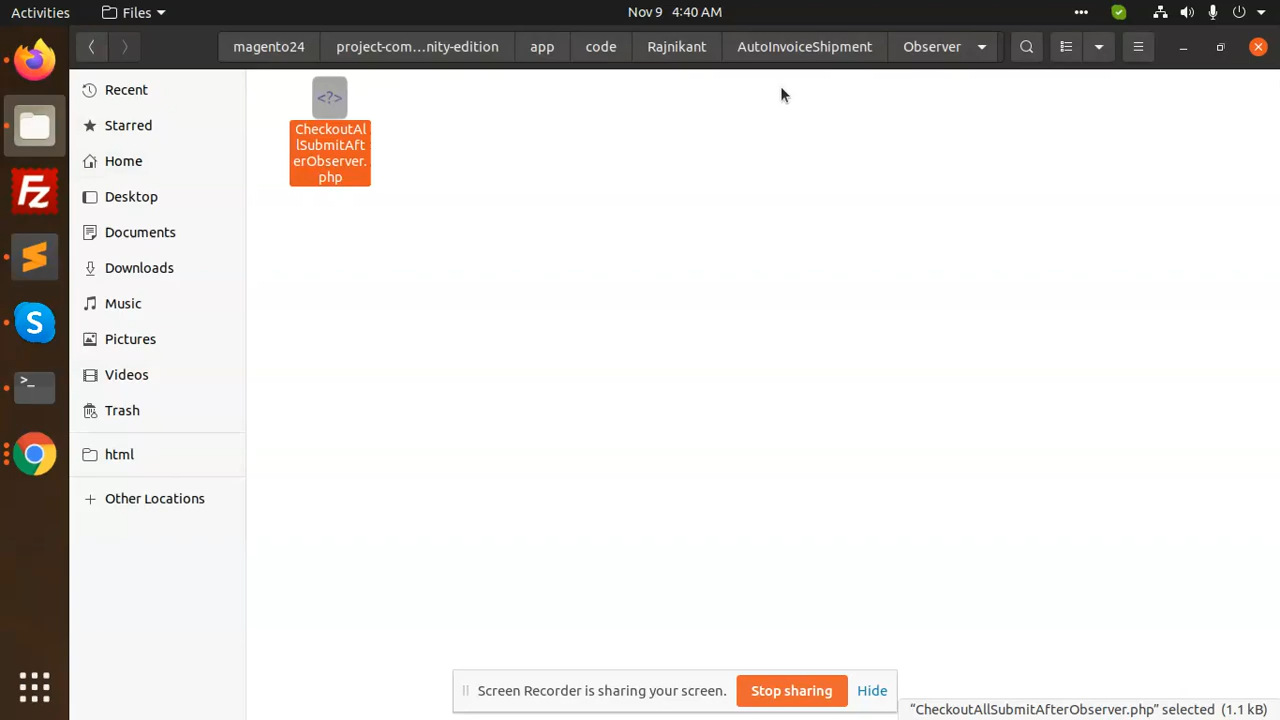 Activities
Files
Nov 9 4:40 AM
magento24
project-com…nity-edition
app
code
Rajnikant
AutoInvoiceShipment
Observer
Recent
Starred
Home
Desktop
Documents
Downloads
Music
Pictures
Videos
Trash
html
Other Locations
<?>
CheckoutAl
lSubmitAft
erObserver.
php
Fz
S
>_
Screen Recorder is sharing your screen.
Stop sharing
Hide
“CheckoutAllSubmitAfterObserver.php” selected (1.1 kB)